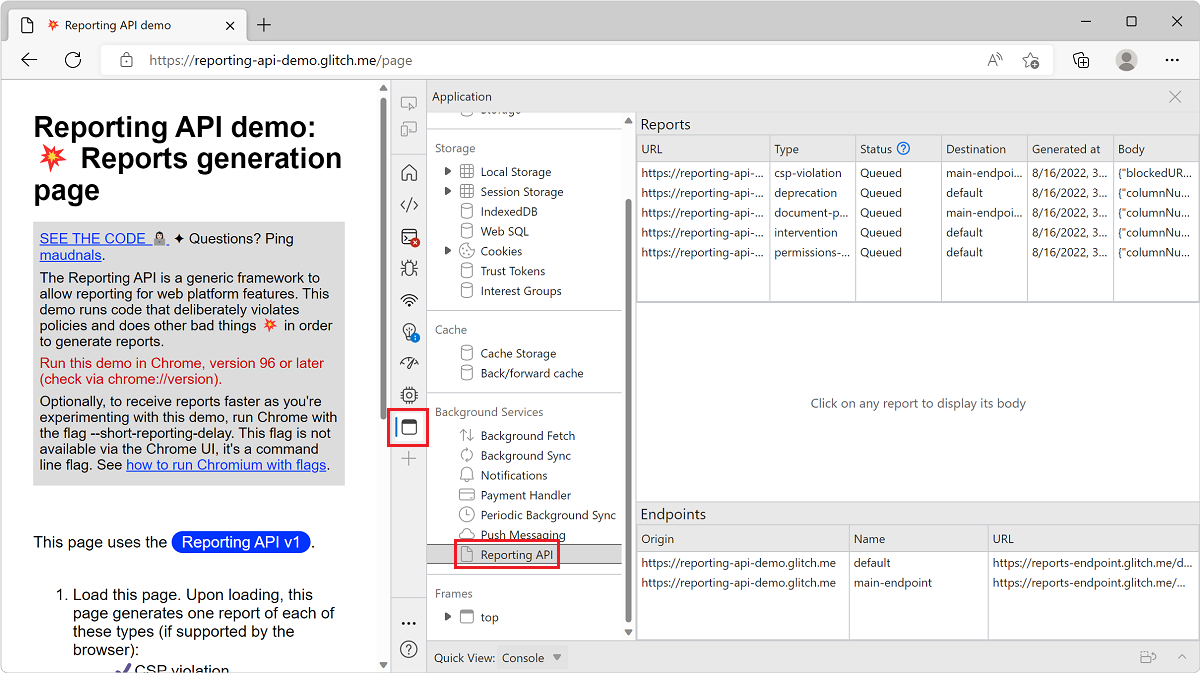 Reporting API demo
https://reporting-api-demo.glitch.me/page
Reporting API demo:
Reports generation
page
SEE THE CODE ✦ Questions? Ping
maudnals.
The Reporting API is a generic framework to
allow reporting for web platform features. This
demo runs code that deliberately violates
policies and does other bad things 💥 in order
to generate reports.
Run this demo in Chrome, version 96 or later
(check via chrome://version).
Optionally, to receive reports faster as you're
experimenting with this demo, run Chrome with
the flag --short-reporting-delay. This flag is not
available via the Chrome UI, it's a command
line flag. See how to run Chromium with flags.
This page uses the Reporting API v1.
1. Load this page. Upon loading, this
page generates one report of each of
these types (if supported by the
browser):
CSP violation
Application
Storage
Storage
Local Storage
Session Storage
IndexedDB
Web SQL
Cookies
Trust Tokens
Interest Groups
Cache
Cache Storage
Back/forward cache
Background Services
Background Fetch
Background Sync
Notifications
Payment Handler
Periodic Background Sync
Push Messaging
Reporting API
Frames
top
Reports
URL Type Status Destination Generated at Body
https://reporting-api-... csp-violation Queued main-endpoi... 8/16/2022, 3... {"blockedUR...
https://reporting-api-... deprecation Queued default 8/16/2022, 3... {"columnNu...
https://reporting-api-... document-p... Queued main-endpoi... 8/16/2022, 3... {"columnNu...
https://reporting-api-... intervention Queued default 8/16/2022, 3... {"columnNu...
https://reporting-api-... permissions-... Queued default 8/16/2022, 3... {"columnNu...
Click on any report to display its body
Endpoints
Origin Name URL
https://reporting-api-demo.glitch.me default https://reports-endpoint.glitch.me/d...
https://reporting-api-demo.glitch.me main-endpoint https://reports-endpoint.glitch.me/...
Quick View: Console